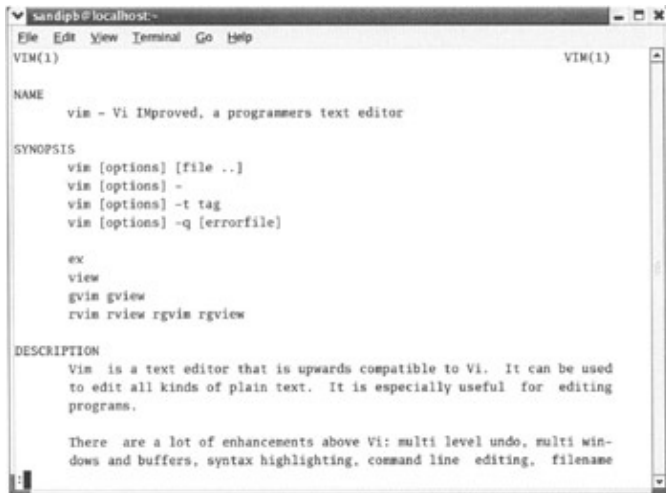 sandipb@localhost:~
File Edit View Terminal Go Help
VIM(1) VIM(1)
NAME
vim - Vi IMproved, a programmers text editor
SYNOPSIS
vim [options] [file ..]
vim [options] -
vim [options] -t tag
vim [options] -q [errorfile]
ex
view
gvim gview
rvim rview rgvim rgview
DESCRIPTION
Vim is a text editor that is upwards compatible to Vi. It can be used
to edit all kinds of plain text. It is especially useful for editing
programs.
There are a lot of enhancements above Vi: multi level undo, multi win-
dows and buffers, syntax highlighting, command line editing, filename
: